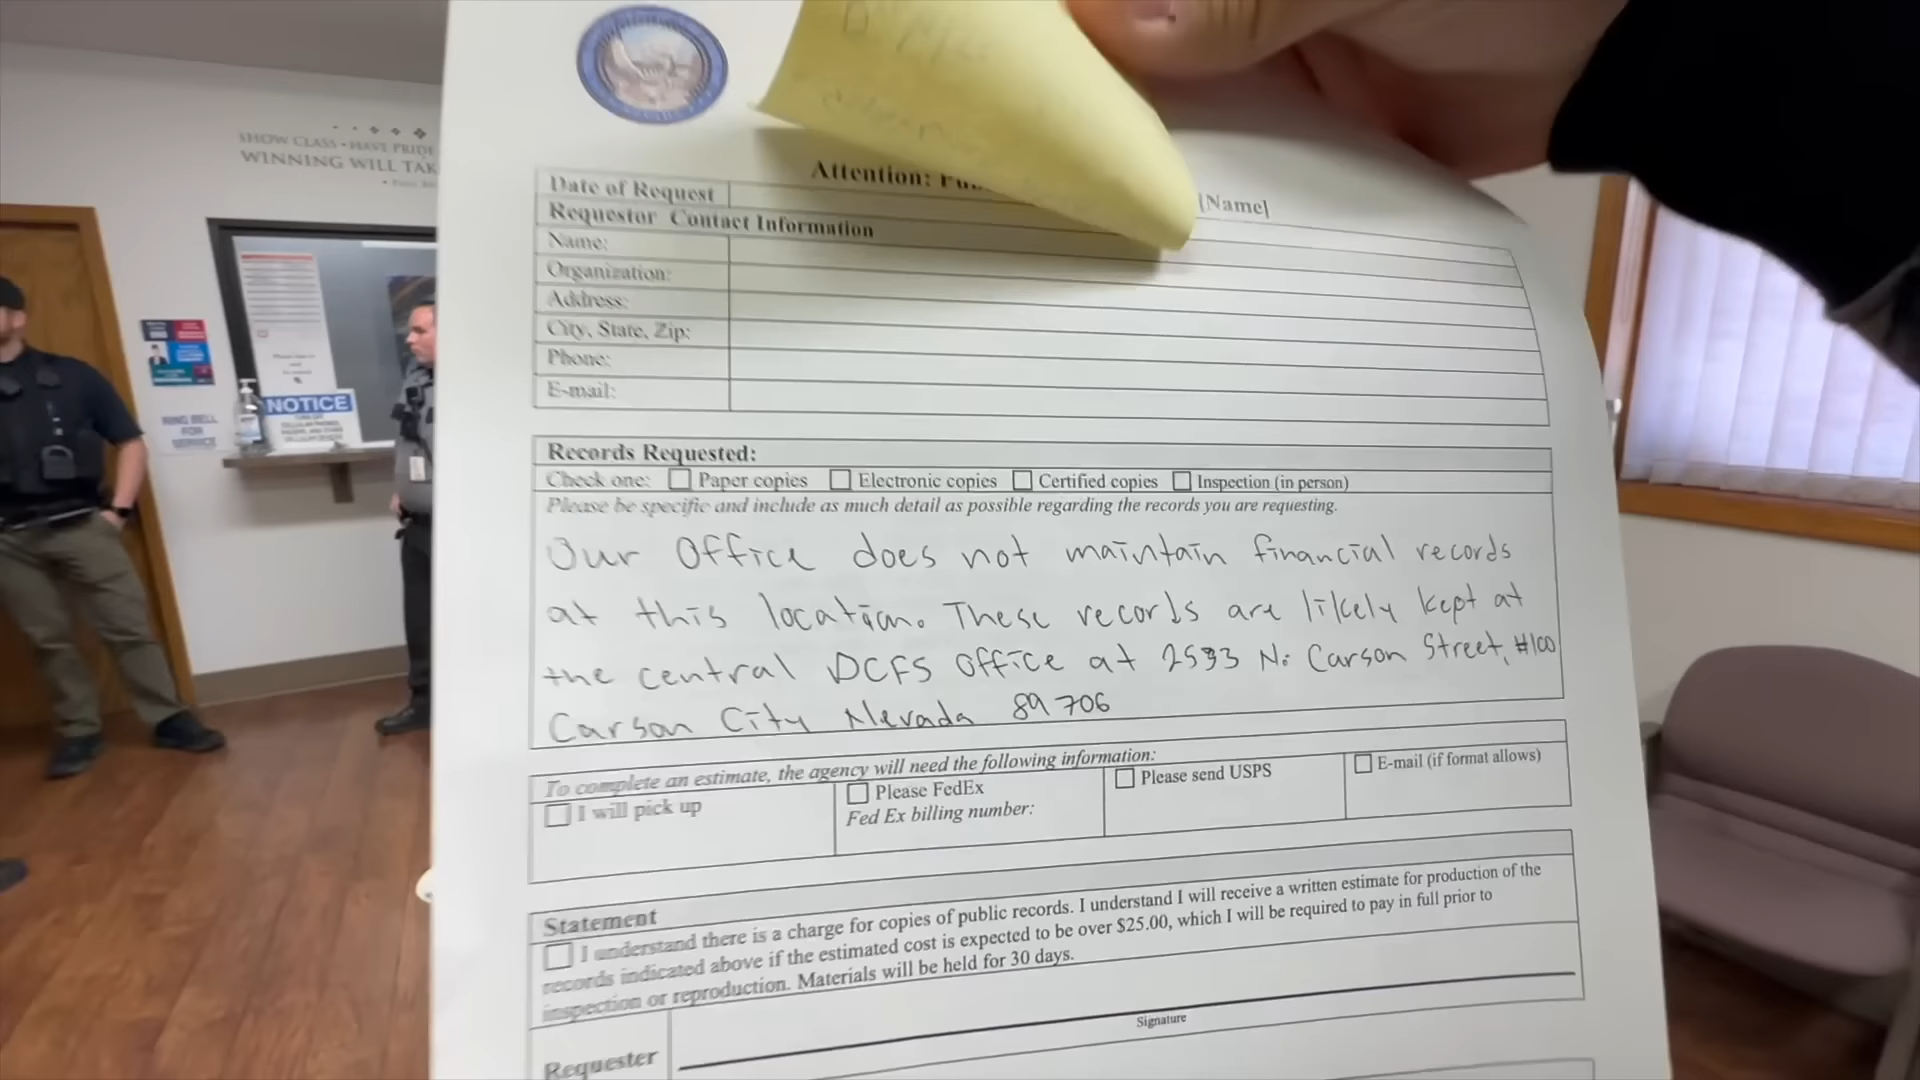 SHOW CLASS • HAVE PRIDE
WINNING WILL TAK
RING BELL
FOR
SERVICE
NOTICE
Attention: Pu
[Name]
Date of Request
Requestor Contact Information
Name:
Organization:
Address:
City, State, Zip:
Phone:
E-mail:
Records Requested:
Check one: Paper copies Electronic copies Certified copies Inspection (in person)
Please be specific and include as much detail as possible regarding the records you are requesting.
Our Office does not maintain financial records
at this location. These records are likely kept at
the central DCFS office at 2593 N. Carson Street, #100
Carson City Nevada 89706
To complete an estimate, the agency will need the following information:
I will pick up
Please FedEx
Fed Ex billing number:
Please send USPS
E-mail (if format allows)
Statement
I understand there is a charge for copies of public records. I understand I will receive a written estimate for production of the
records indicated above if the estimated cost is expected to be over $25.00, which I will be required to pay in full prior to
inspection or reproduction. Materials will be held for 30 days.
Signature
Requester